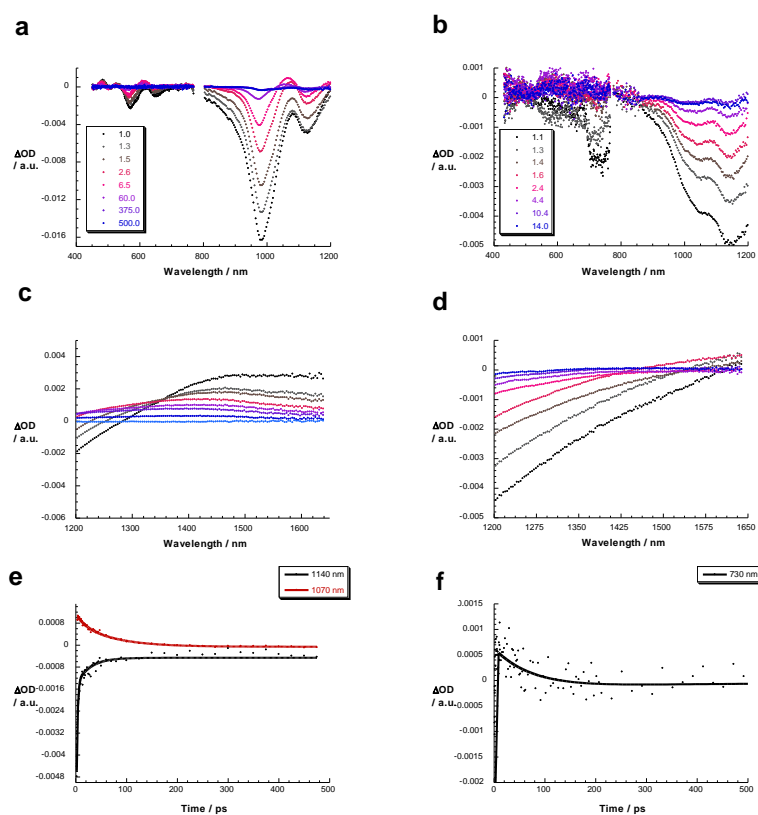 a
0
-0.004
-0.008
-0.012
-0.016
ΔOD
/ a.u.
1.0
1.3
1.5
2.6
6.5
60.0
375.0
500.0
400 600 800 1000 1200
Wavelength / nm
b
0.001
0
-0.001
-0.002
-0.003
-0.004
-0.005
ΔOD
/ a.u.
1.1
1.3
1.4
1.6
2.4
4.4
10.4
14.0
400 600 800 1000 1200
Wavelength / nm
c
0.004
0.002
0
-0.002
-0.004
-0.006
ΔOD
/ a.u.
1200 1300 1400 1500 1600
Wavelength / nm
d
0.001
0
-0.001
-0.002
-0.003
-0.004
-0.005
ΔOD
/ a.u.
1200 1275 1350 1425 1500 1575 1650
Wavelength / nm
e
1140 nm
1070 nm
0.0008
0
-0.0008
-0.0016
-0.0024
-0.0032
-0.004
-0.0048
ΔOD
/ a.u.
0 100 200 300 400 500
Time / ps
f
730 nm
0.0015
0.001
0.0005
0
-0.0005
-0.001
-0.0015
-0.002
ΔOD
/ a.u.
0 100 200 300 400 500
Time / ps